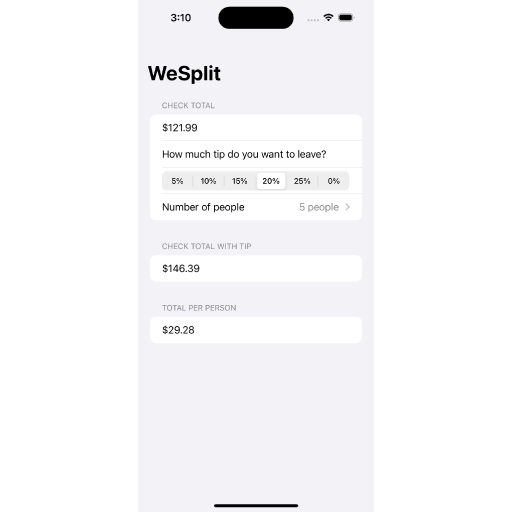 3:10
WeSplit
CHECK TOTAL
$121.99
How much tip do you want to leave?
5% 10% 15% 20% 25% 0%
Number of people 5 people
CHECK TOTAL WITH TIP
$146.39
TOTAL PER PERSON
$29.28